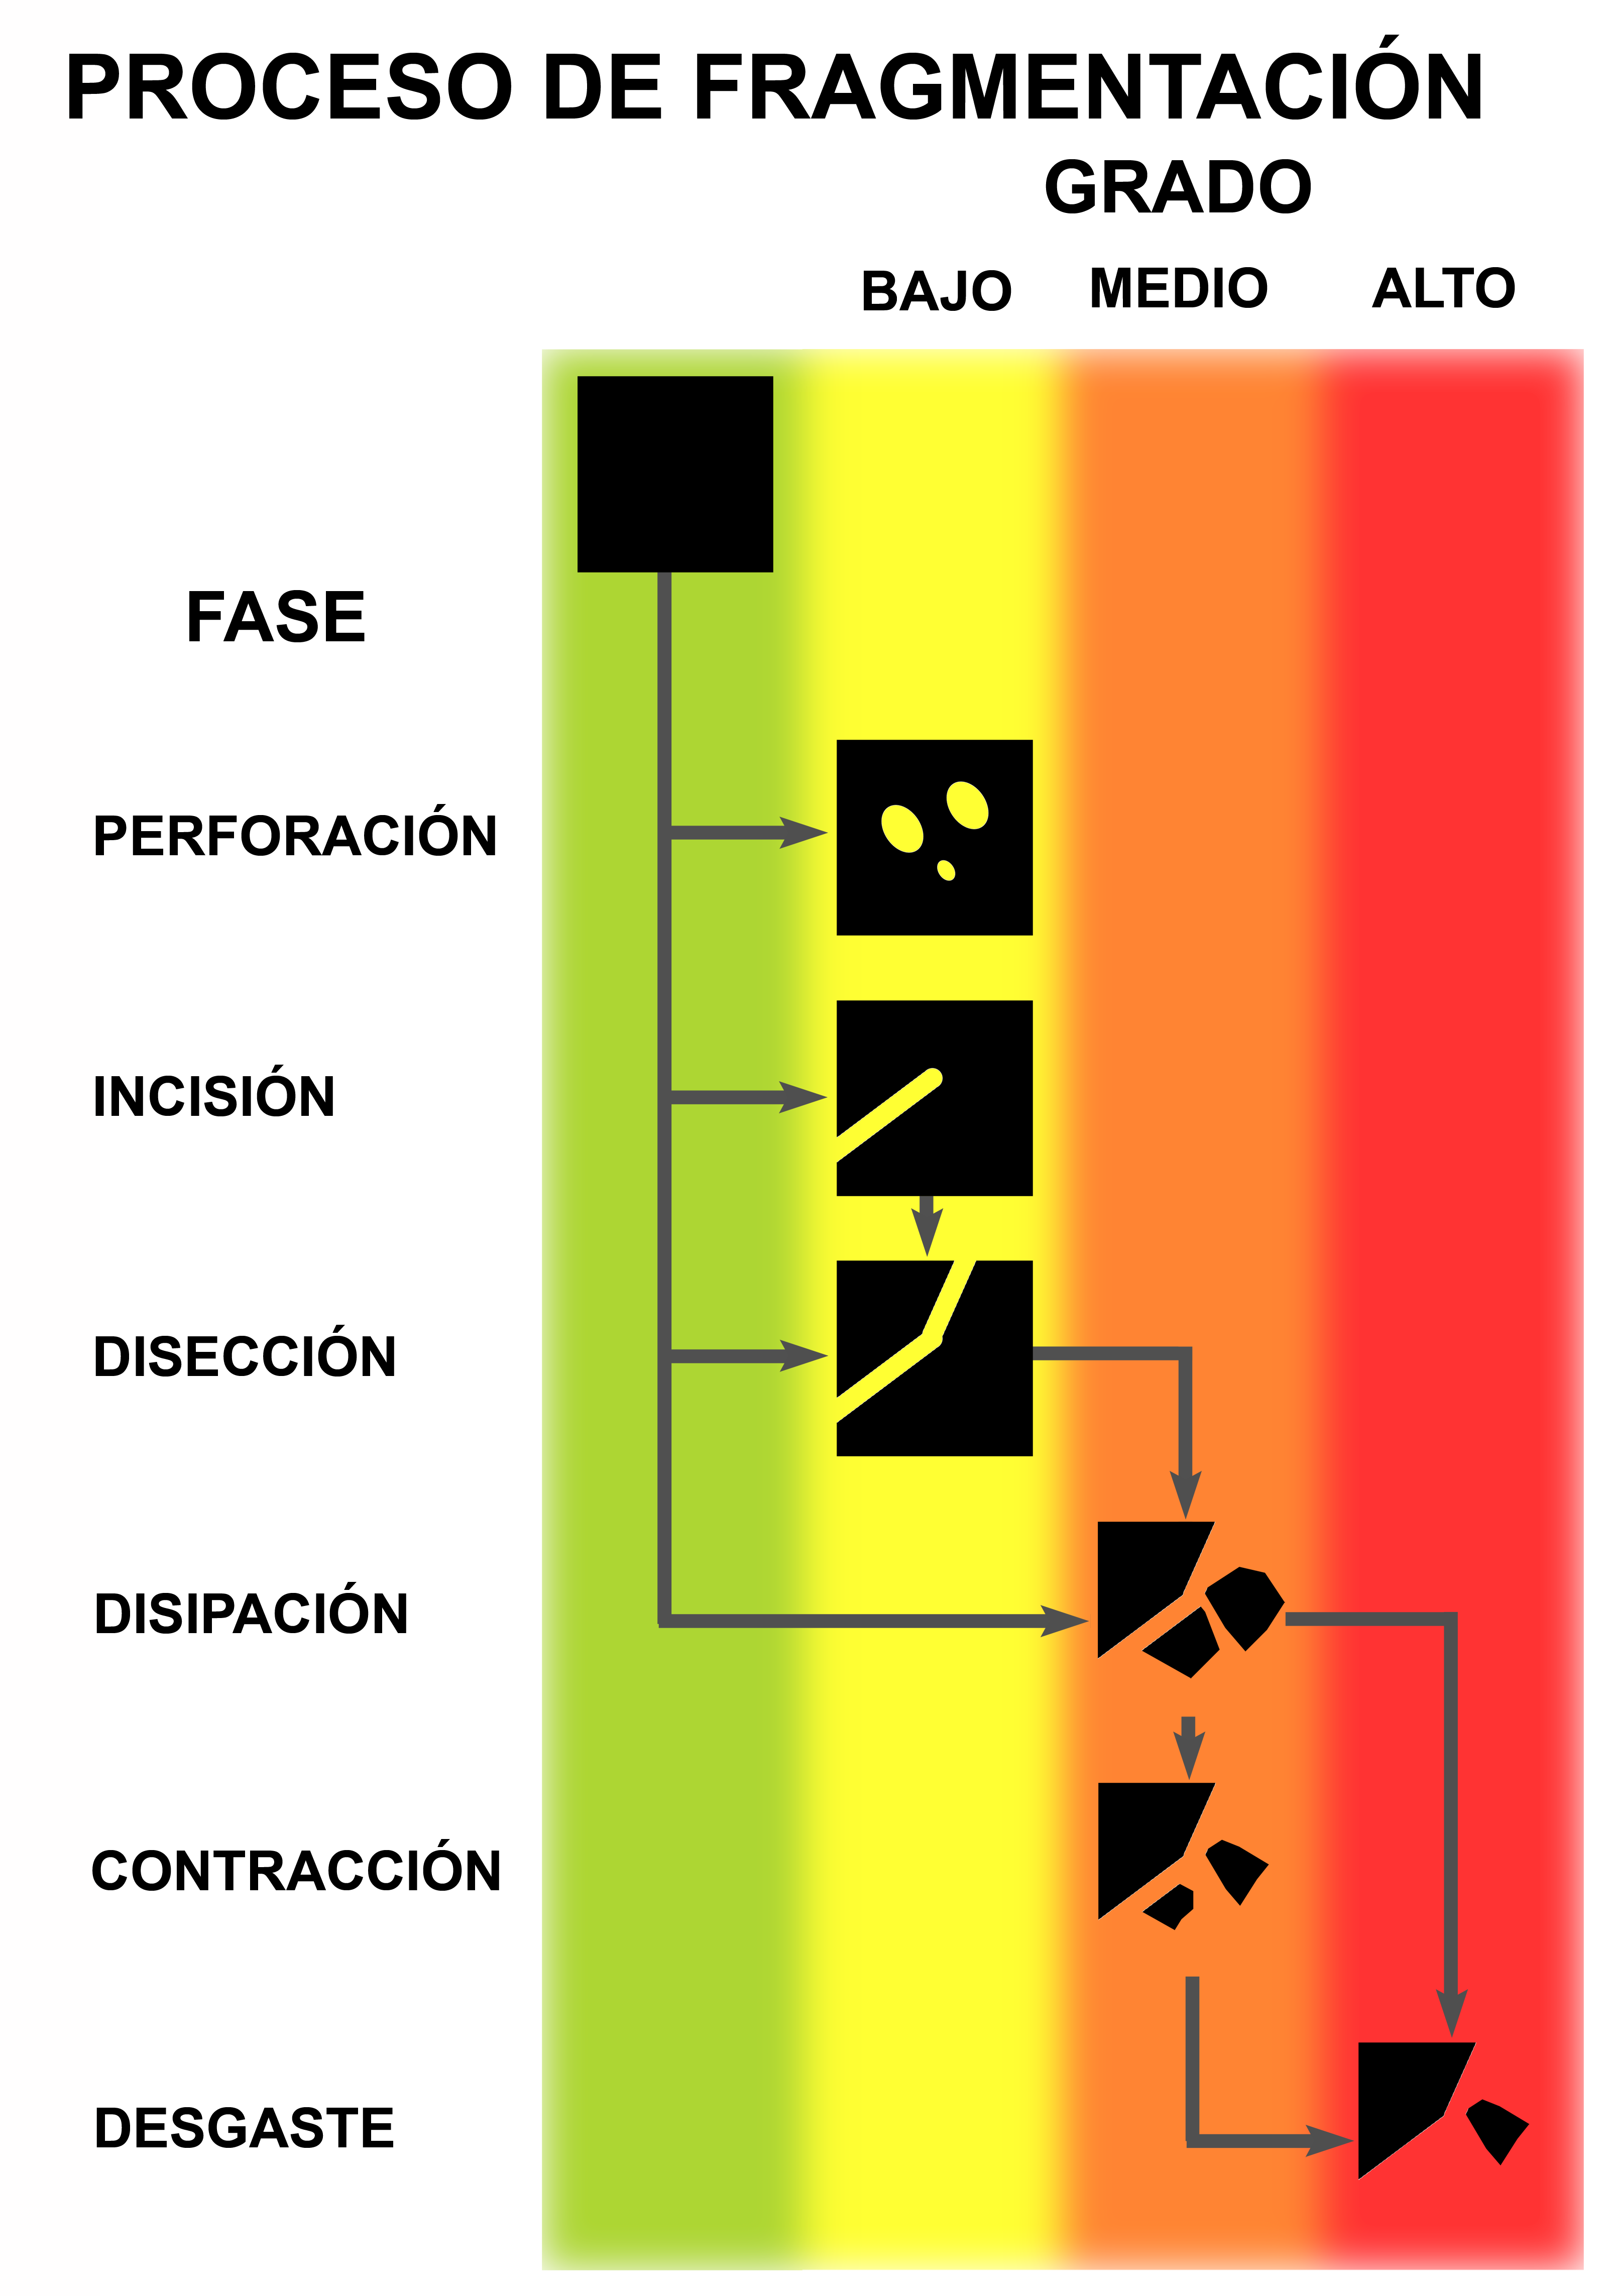 PROCESO DE FRAGMENTACIÓN
GRADO
BAJO MEDIO ALTO
FASE
PERFORACIÓN
INCISIÓN
DISECCIÓN
DISIPACIÓN
CONTRACCIÓN
DESGASTE